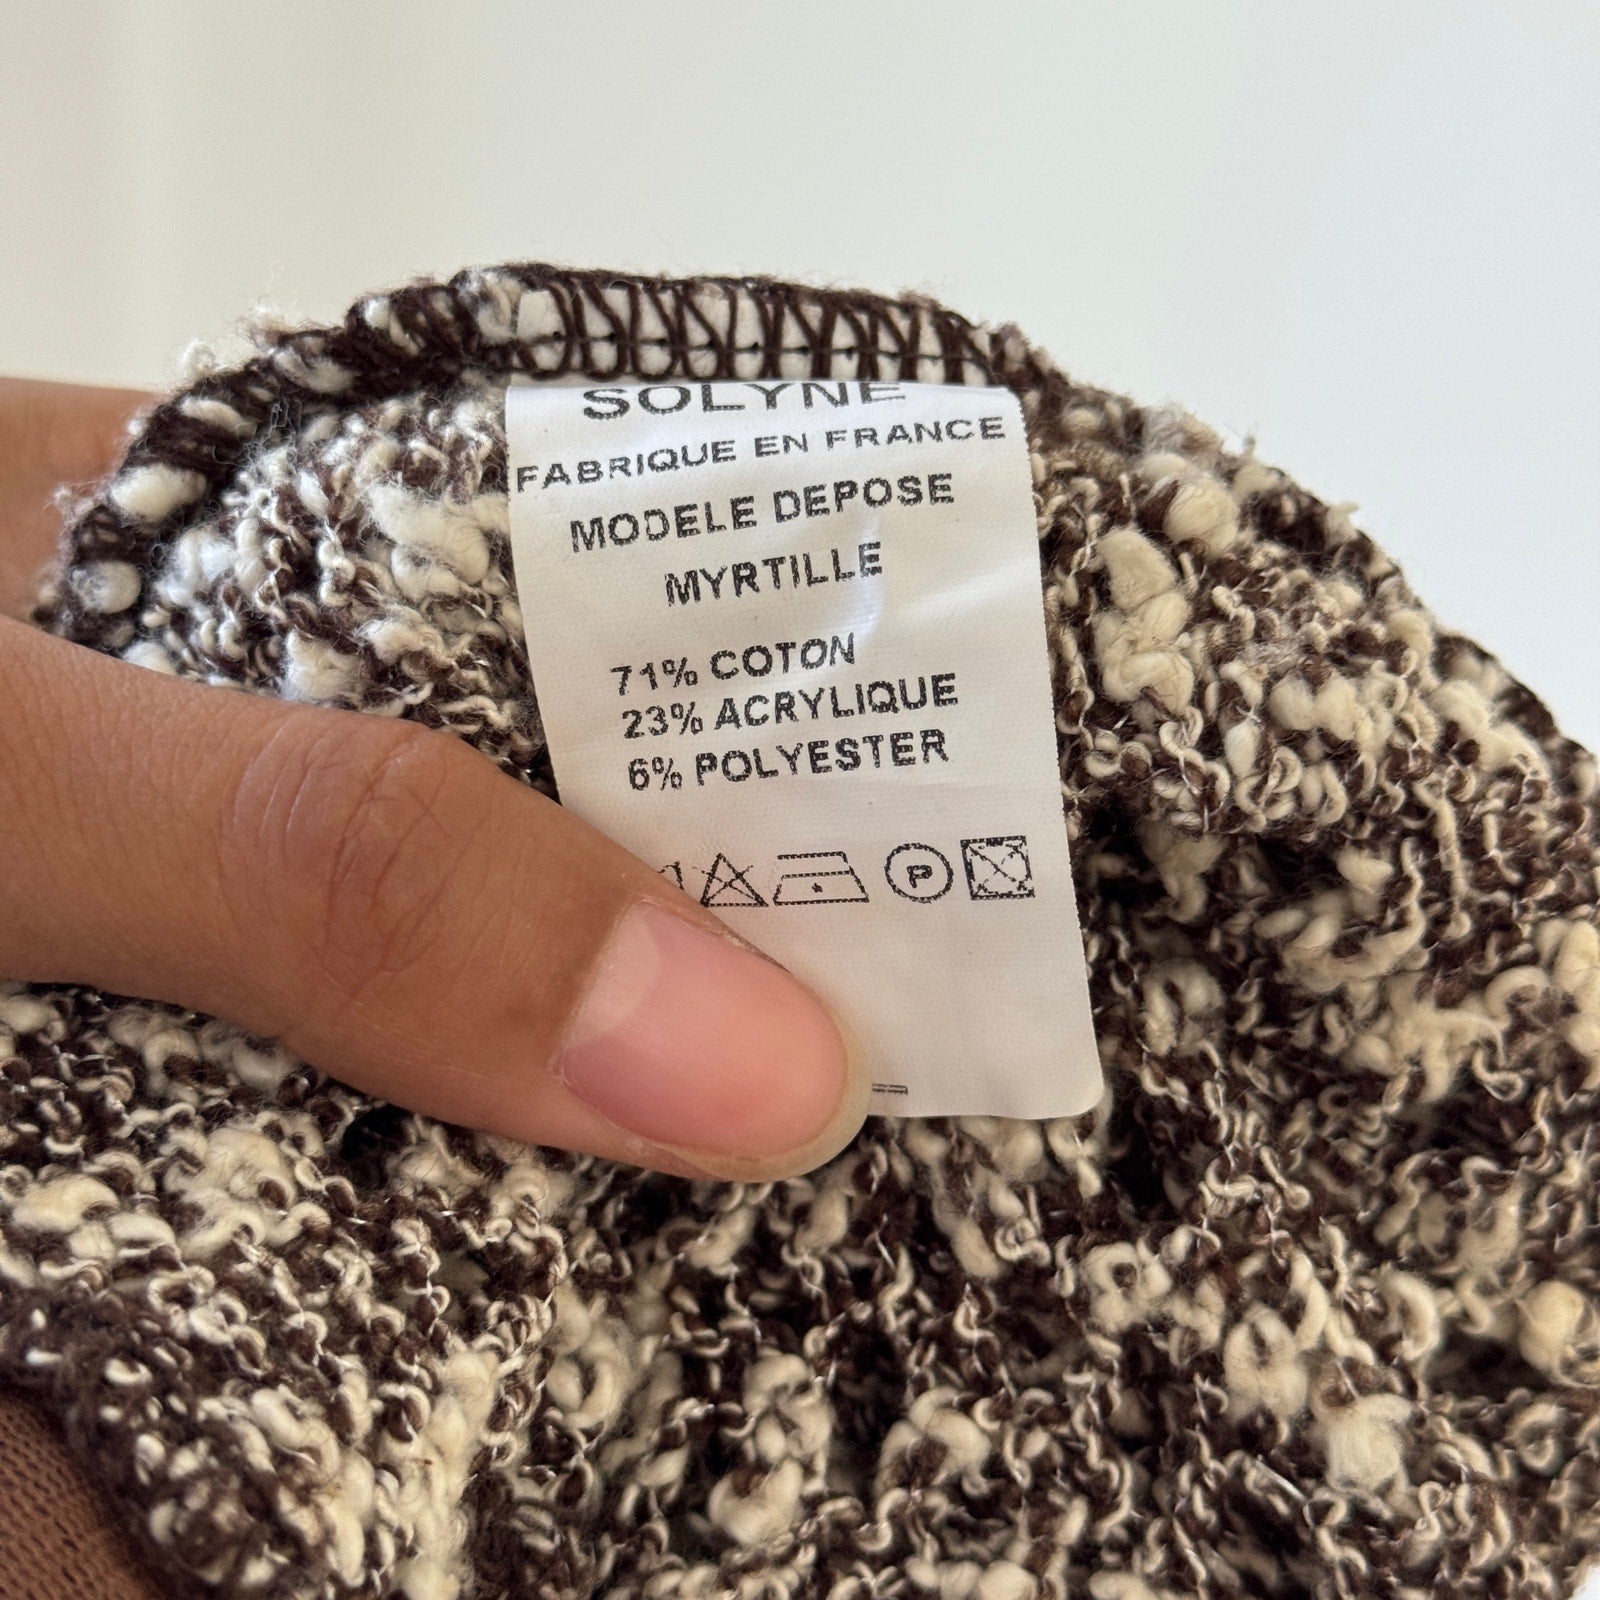 SOLYNE
FABRIQUE EN FRANCE
MODELE DEPOSE
MYRTILLE
71% COTON
23% ACRYLIQUE
6% POLYESTER
P